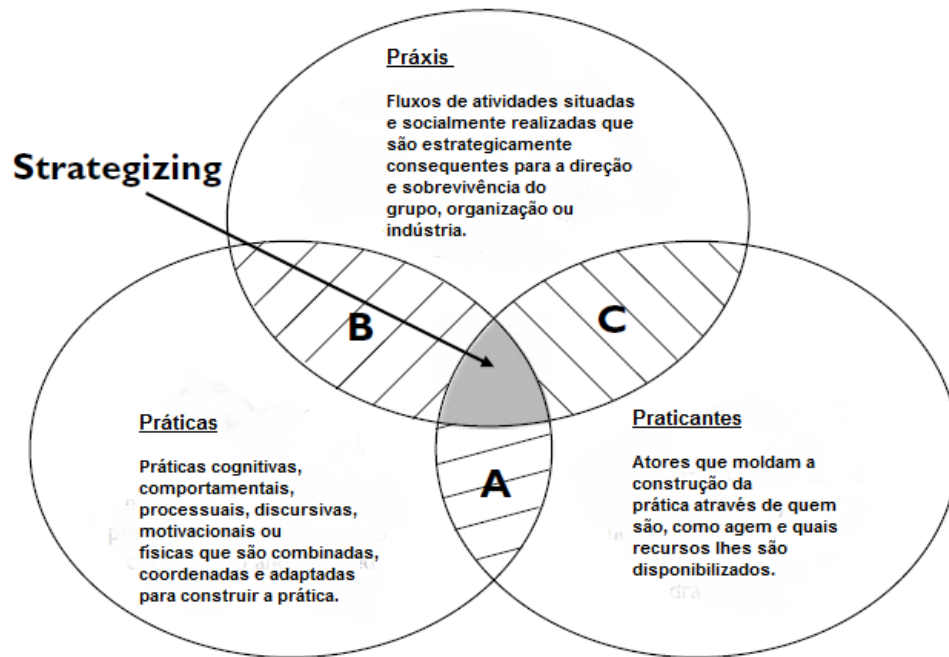 Práxis
Fluxos de atividades situadas
e socialmente realizadas que
são estrategicamente
consequentes para a direção
e sobrevivência do
grupo, organização ou
indústria.
Strategizing
B
C
Práticas
Práticas cognitivas,
comportamentais,
processuais, discursivas,
motivacionais ou
fisicas que são combinadas,
coordenadas e adaptadas
para construir a prática.
A
Praticantes
Atores que moldam a
construção da
prática através de quem
são, como agem e quais
recursos lhes são
disponibilizados.